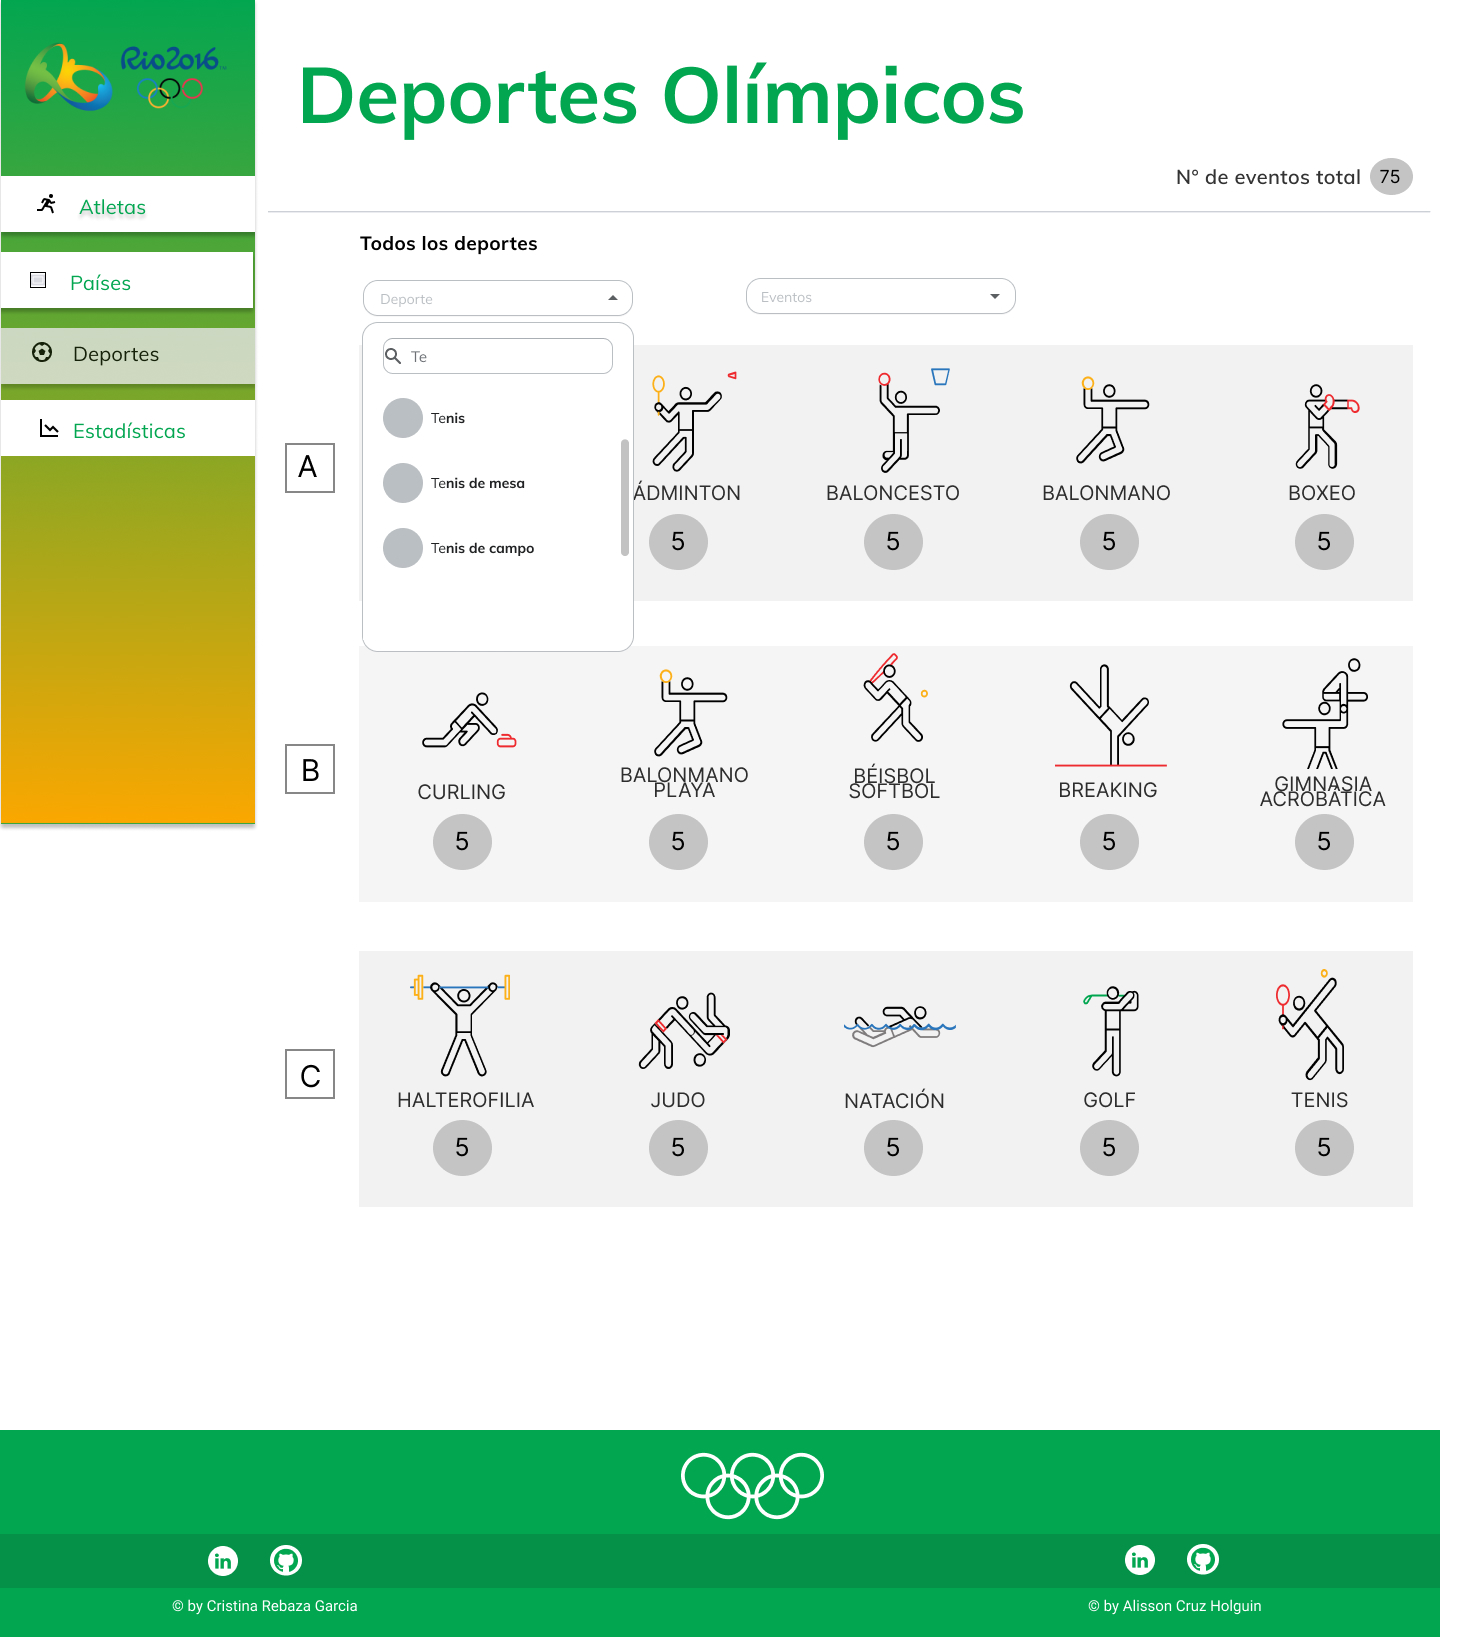 Rio2016
Deportes Olímpicos
N° de eventos total 75
Atletas
Países
Deportes
Estadísticas
Todos los deportes
Deporte
Eventos
Te
Tenis
Tenis de mesa
Tenis de campo
A
ÁDMINTON
BALONCESTO
BALONMANO
BOXEO
5
5
5
5
B
CURLING
BALONMANO
PLAYA
BÉISBOL
SOFTBOL
BREAKING
GIMNASIA
ACROBÁTICA
5
5
5
5
5
C
HALTEROFILIA
JUDO
NATACIÓN
GOLF
TENIS
5
5
5
5
5
in
in
© by Cristina Rebaza Garcia
© by Alisson Cruz Holguin